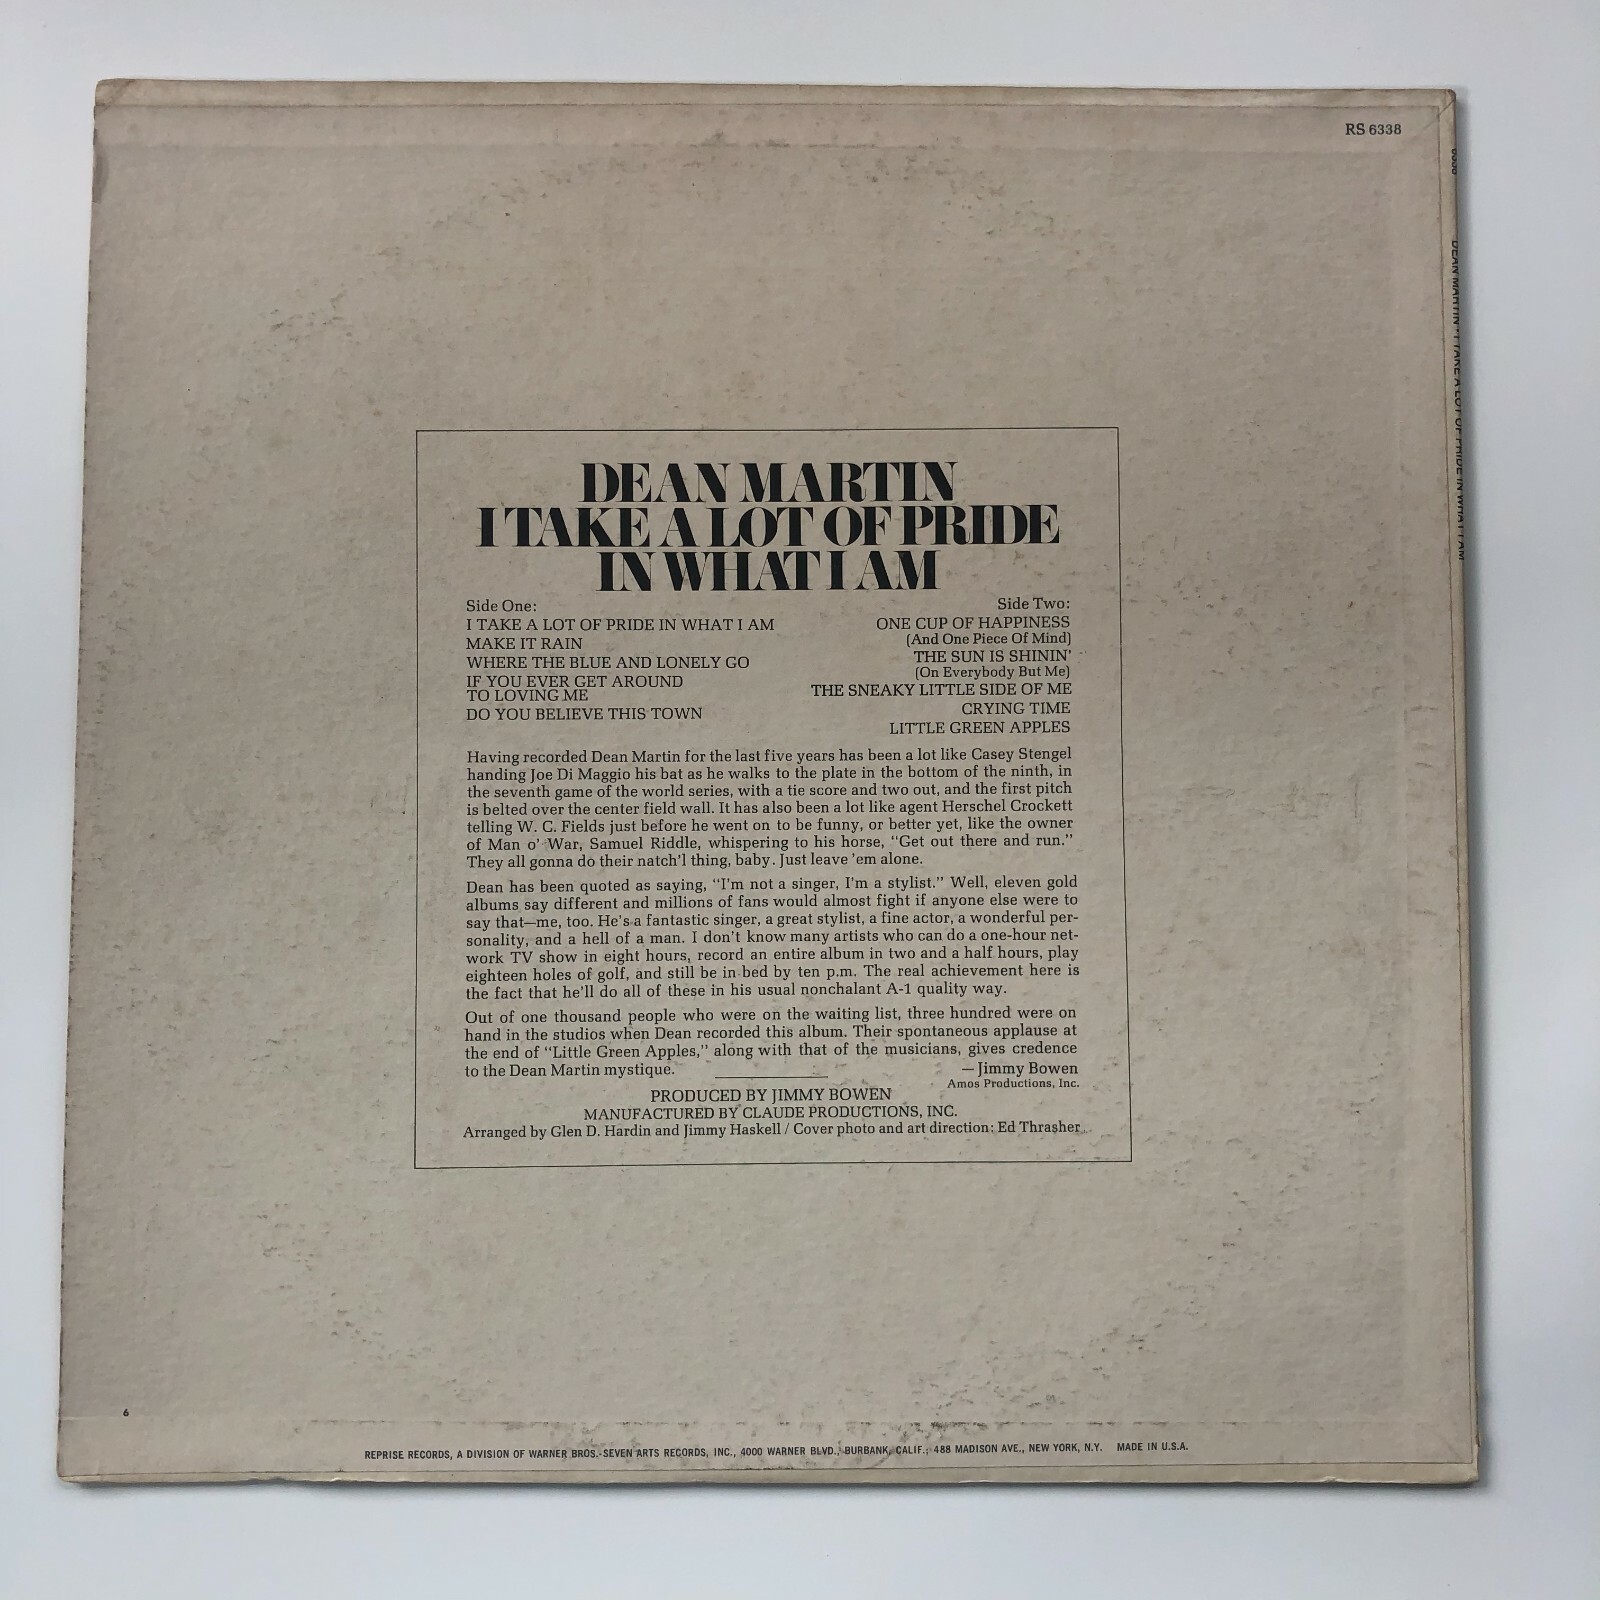 RS 6338
DEAN MARTIN
I TAKE A LOT OF PRIDE
IN WHAT I AM
Side One:
I TAKE A LOT OF PRIDE IN WHAT I AM
MAKE IT RAIN
WHERE THE BLUE AND LONELY GO
IF YOU EVER GET AROUND
TO LOVING ME
DO YOU BELIEVE THIS TOWN
Side Two:
ONE CUP OF HAPPINESS
(And One Piece Of Mind)
THE SUN IS SHININ'
(On Everybody But Me)
THE SNEAKY LITTLE SIDE OF ME
CRYING TIME
LITTLE GREEN APPLES
Having recorded Dean Martin for the last five years has been a lot like Casey Stengel
handing Joe Di Maggio his bat as he walks to the plate in the bottom of the ninth, in
the seventh game of the world series, with a tie score and two out, and the first pitch
is belted over the center field wall. It has also been a lot like agent Herschel Crockett
telling W. C. Fields just before he went on to be funny, or better yet, like the owner
of Man o' War, Samuel Riddle, whispering to his horse, "Get out there and run."
They all gonna do their natch'l thing, baby. Just leave 'em alone.
Dean has been quoted as saying, "I'm not a singer, I'm a stylist." Well, eleven gold
albums say different and millions of fans would almost fight if anyone else were to
say that—me, too. He's a fantastic singer, a great stylist, a fine actor, a wonderful per-
sonality, and a hell of a man. I don't know many artists who can do a one-hour net-
work TV show in eight hours, record an entire album in two and a half hours, play
eighteen holes of golf, and still be in bed by ten p.m. The real achievement here is
the fact that he'll do all of these in his usual nonchalant A-1 quality way.
Out of one thousand people who were on the waiting list, three hundred were on
hand in the studios when Dean recorded this album. Their spontaneous applause at
the end of "Little Green Apples," along with that of the musicians, gives credence
to the Dean Martin mystique.
—Jimmy Bowen
Amos Productions, Inc.
PRODUCED BY JIMMY BOWEN
MANUFACTURED BY CLAUDE PRODUCTIONS, INC.
Arranged by Glen D. Hardin and Jimmy Haskell / Cover photo and art direction: Ed Thrasher
6
REPRISE RECORDS, A DIVISION OF WARNER BROS.-SEVEN ARTS RECORDS, INC., 4000 WARNER BLVD., BURBANK, CALIF.; 488 MADISON AVE., NEW YORK, N.Y. MADE IN U.S.A.
6338 DEAN MARTIN • I TAKE A LOT OF PRIDE IN WHAT I AM